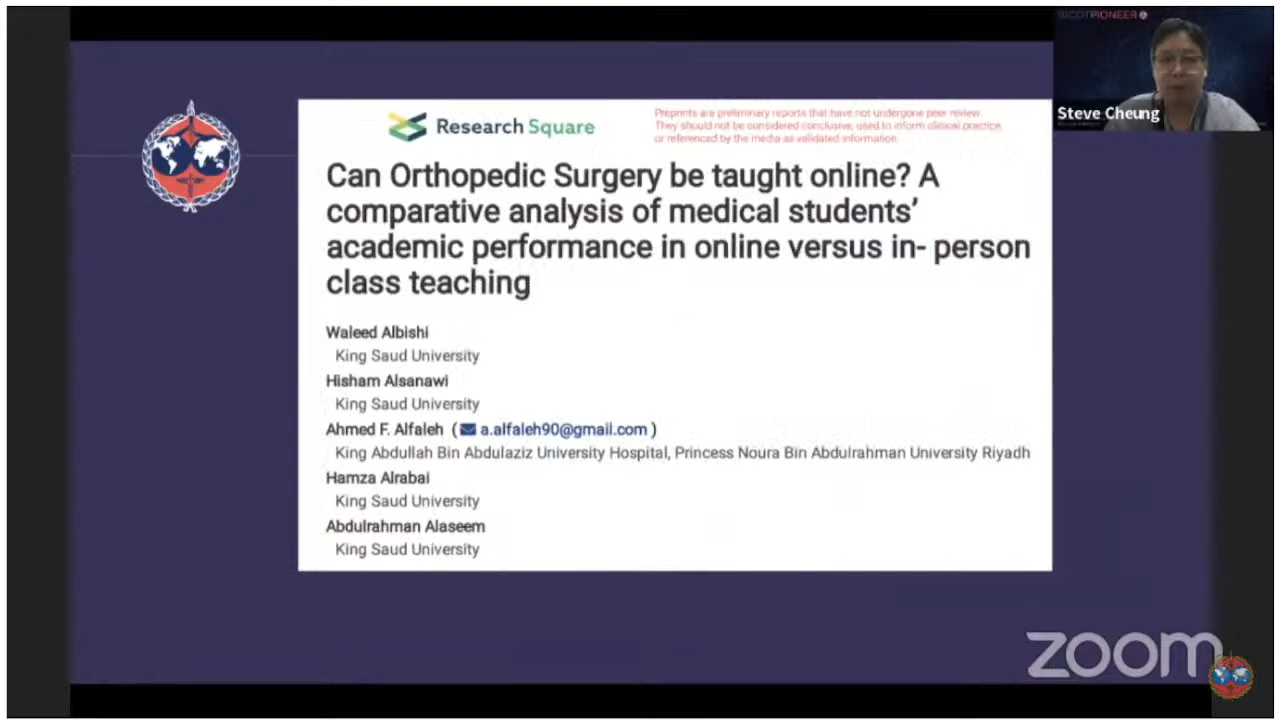 SICOT PIONEER
Steve Cheung
Research Square
Preprints are preliminary reports that have not undergone peer review.
They should not be considered conclusive, used to inform clinical practice,
or referenced by the media as validated information.
Can Orthopedic Surgery be taught online? A
comparative analysis of medical students’
academic performance in online versus in- person
class teaching
Waleed Albishi
King Saud University
Hisham Alsanawi
King Saud University
Ahmed F. Alfaleh ( a.alfaleh90@gmail.com )
King Abdullah Bin Abdulaziz University Hospital, Princess Noura Bin Abdulrahman University Riyadh
Hamza Alrabai
King Saud University
Abdulrahman Alaseem
King Saud University
zoom